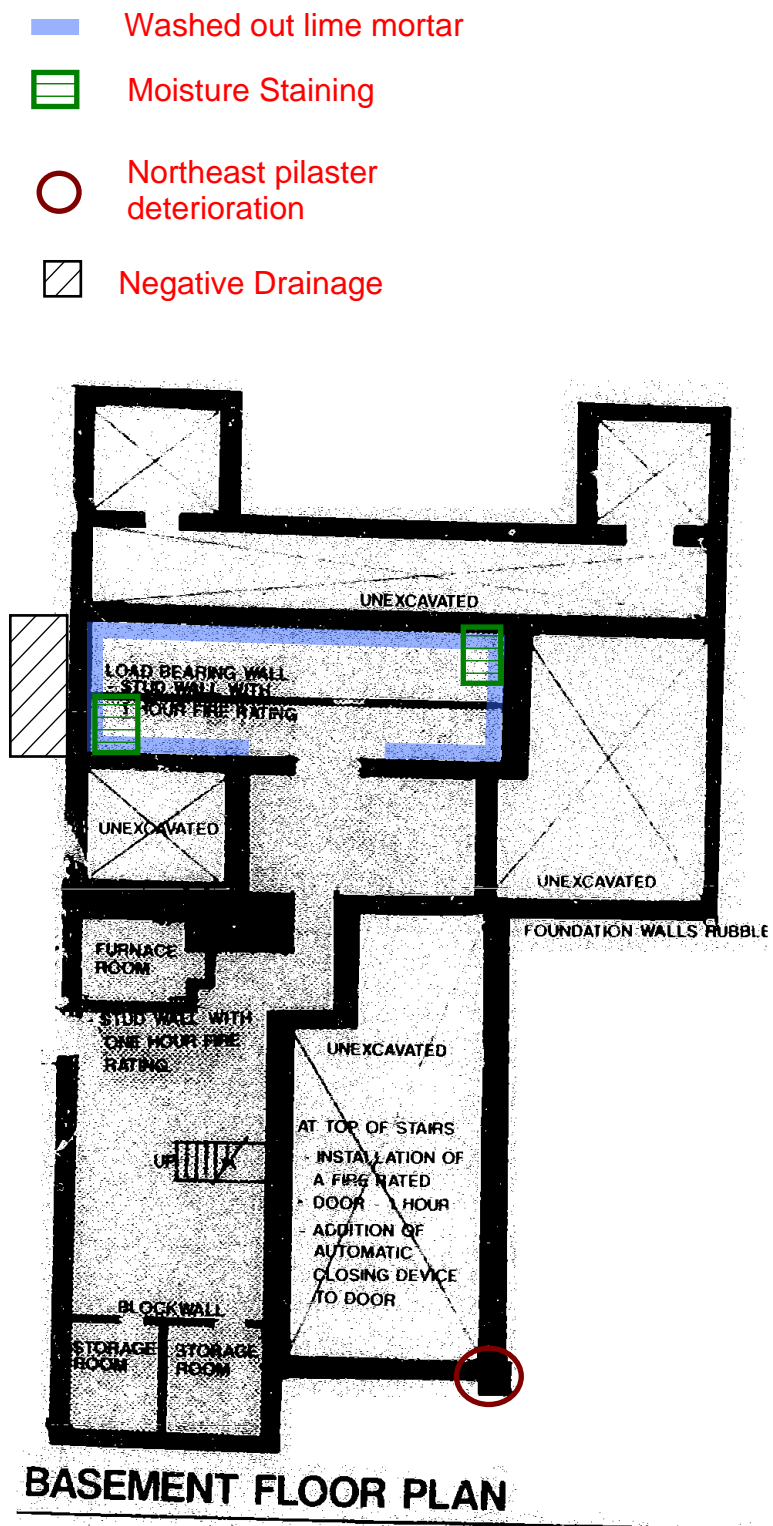 Washed out lime mortar
Moisture Staining
Northeast pilaster
deterioration
Negative Drainage
UNEXCAVATED
LOAD BEARING WALL
STUD WALL WITH
1 HOUR FIRE RATING
UNEXCAVATED
UNEXCAVATED
FOUNDATION WALLS RUBBLE
FURNACE
ROOM
- STUD WALL WITH
ONE HOUR FIRE
RATING
UNEXCAVATED
AT TOP OF STAIRS
- INSTALLATION OF
A FIRE RATED
DOOR - 1 HOUR
- ADDITION OF
AUTOMATIC
CLOSING DEVICE
TO DOOR
UP
BLOCKWALL
STORAGE
ROOM
STORAGE
ROOM
BASEMENT FLOOR PLAN